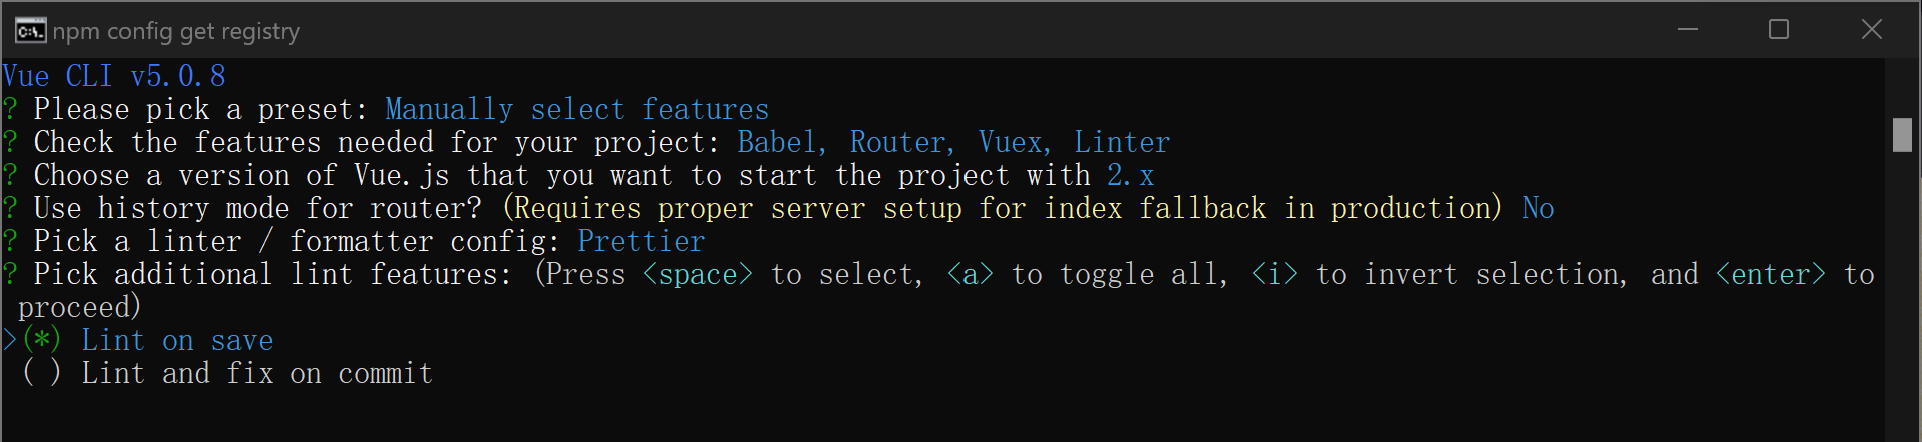 npm config get registry
Vue CLI v5.0.8
? Please pick a preset: Manually select features
? Check the features needed for your project: Babel, Router, Vuex, Linter
? Choose a version of Vue.js that you want to start the project with 2.x
? Use history mode for router? (Requires proper server setup for index fallback in production) No
? Pick a linter / formatter config: Prettier
? Pick additional lint features: (Press <space> to select, <a> to toggle all, <i> to invert selection, and <enter> to
proceed)
>(*) Lint on save
( ) Lint and fix on commit